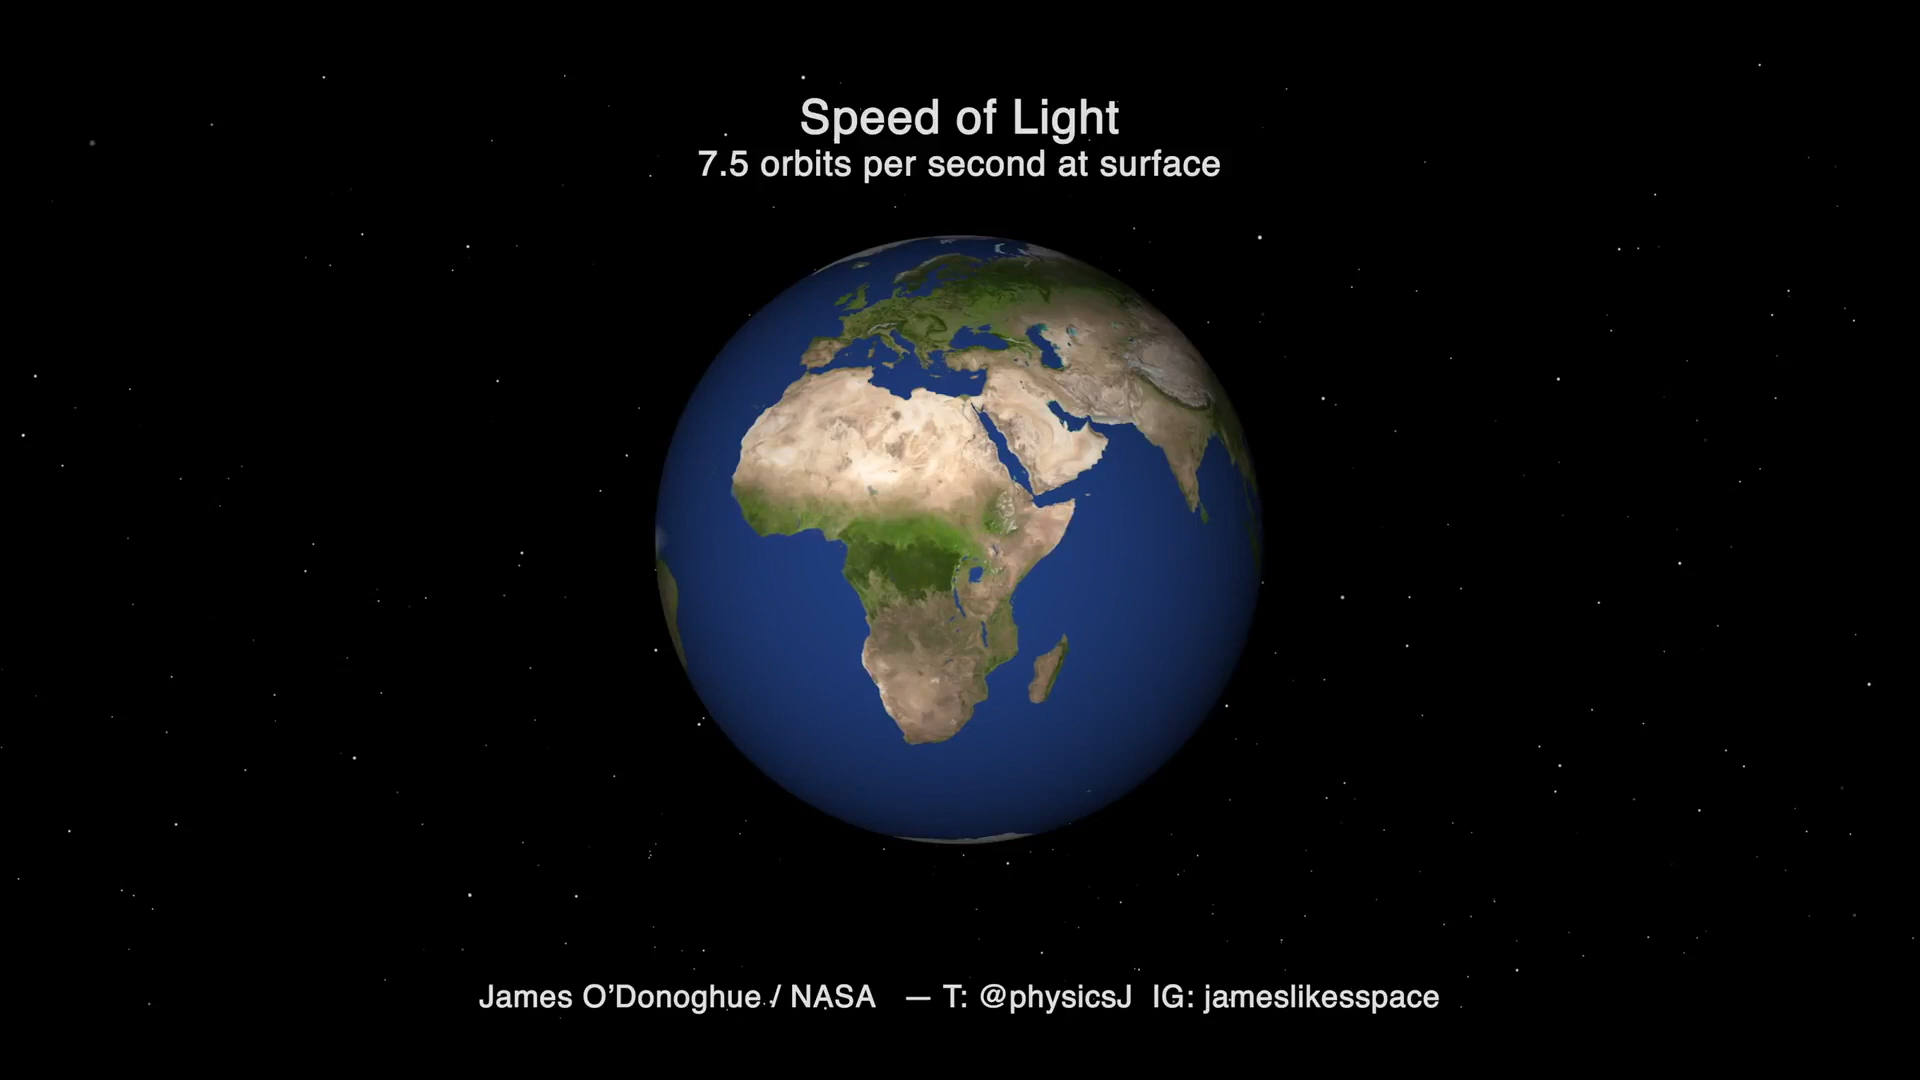 Speed of Light
7.5 orbits per second at surface
James O’Donoghue / NASA — T: @physicsJ IG: jameslikesspace